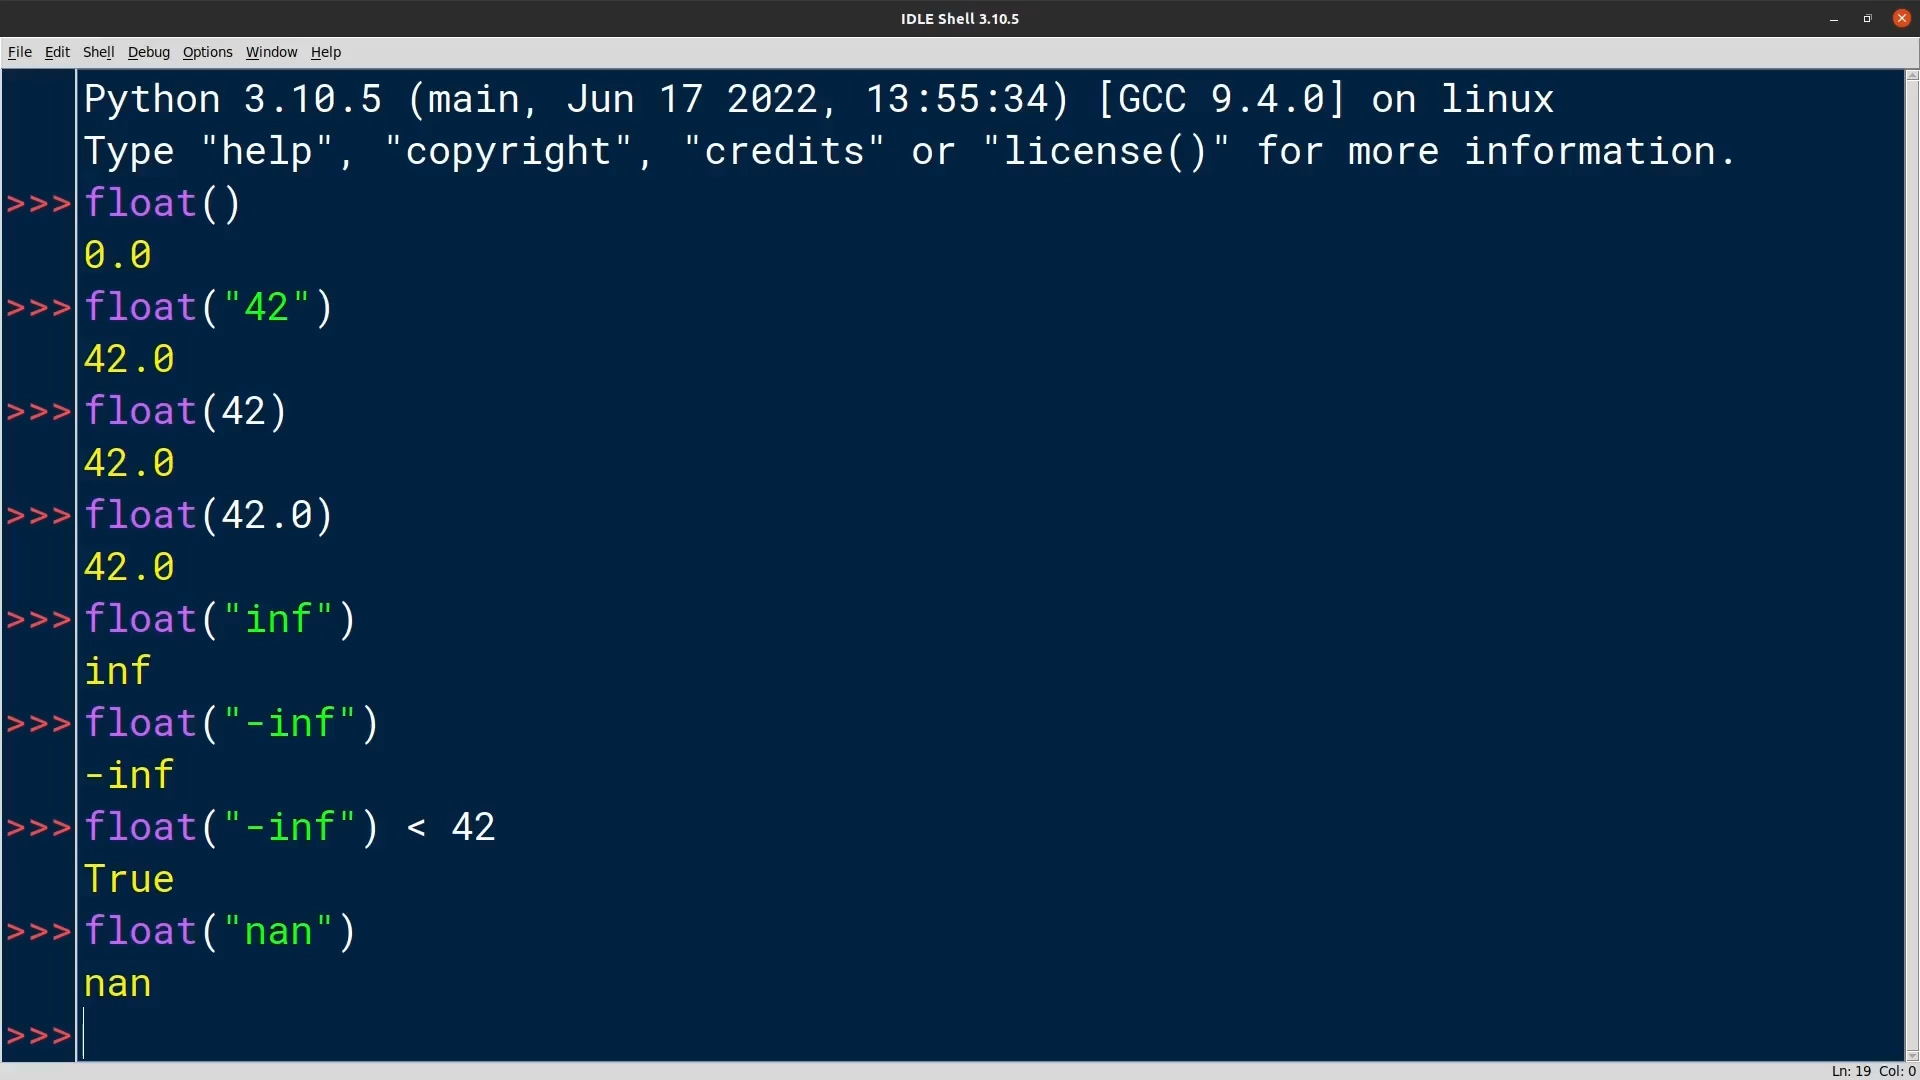 IDLE Shell 3.10.5
File Edit Shell Debug Options Window Help
Python 3.10.5 (main, Jun 17 2022, 13:55:34) [GCC 9.4.0] on linux
Type "help", "copyright", "credits" or "license()" for more information.
>>> float()
0.0
>>> float("42")
42.0
>>> float(42)
42.0
>>> float(42.0)
42.0
>>> float("inf")
inf
>>> float("-inf")
-inf
>>> float("-inf") < 42
True
>>> float("nan")
nan
>>>
Ln: 19 Col: 0